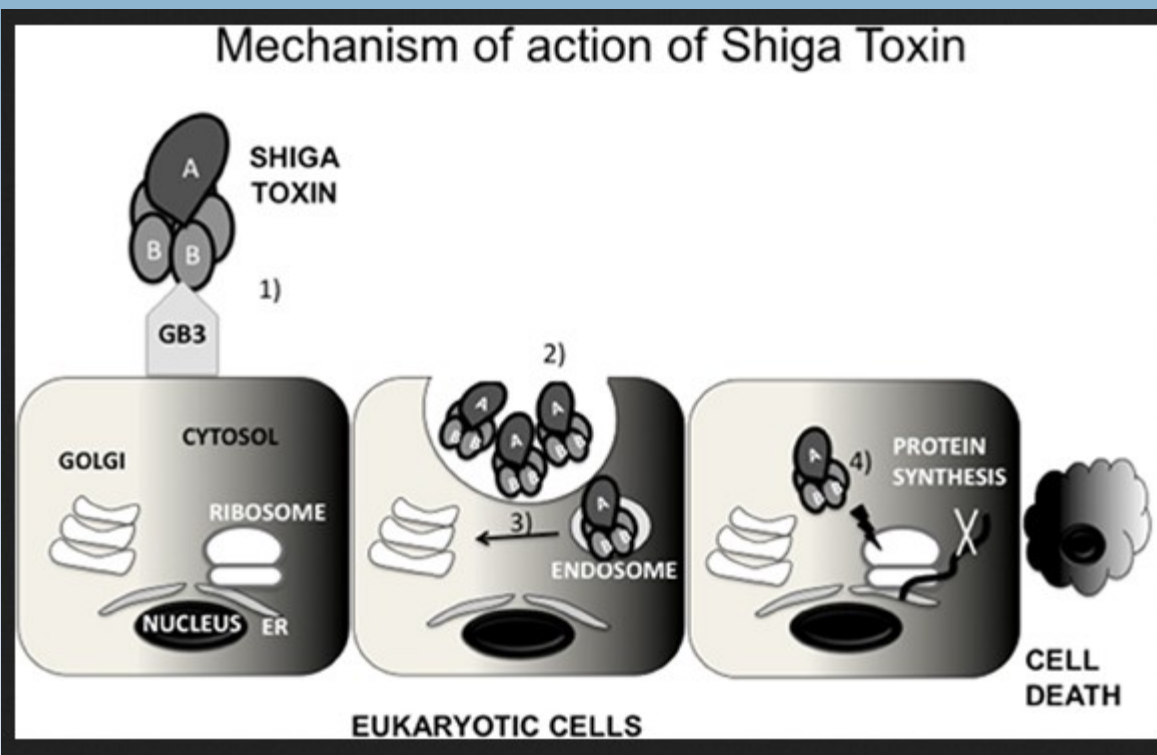 Mechanism of action of Shiga Toxin
A
SHIGA
TOXIN
B
B
1)
GB3
2)
A
A
A
B
B
B
B
B
B
CYTOSOL
GOLGI
RIBOSOME
NUCLEUS
ER
3)
A
B
B
ENDOSOME
A
B
B
4)
PROTEIN
SYNTHESIS
X
CELL
DEATH
EUKARYOTIC CELLS